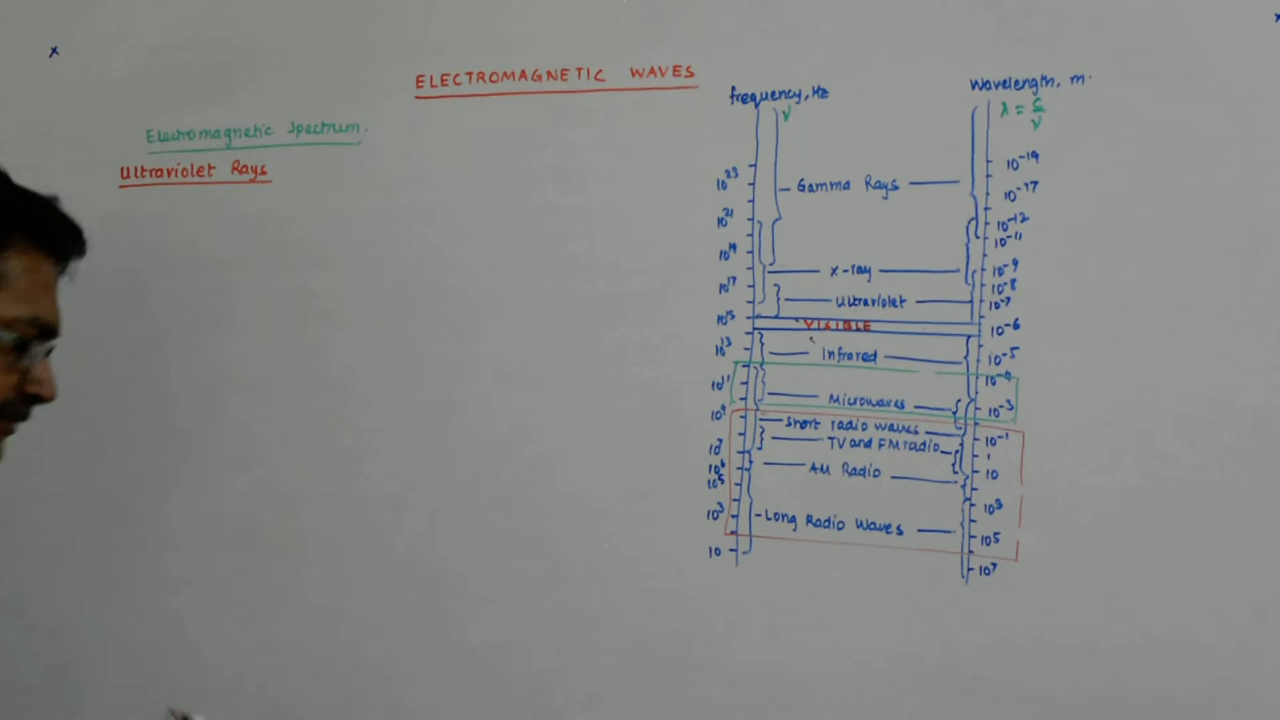 ELECTROMAGNETIC WAVES
Electromagnetic Spectrum.
Ultraviolet Rays
frequency, Hz
ν
Wavelength, m.
λ = c/ν
10²³
10²¹
10¹⁹
10¹⁷
10¹⁵
10¹³
10¹¹
10⁹
10⁷
10⁶
10⁵
10³
10
Gamma Rays
x-ray
Ultraviolet
VISIBLE
Infrared
Microwaves
Short radio waves
TV and FM radio
AM Radio
Long Radio Waves
10⁻¹⁷
10⁻¹²
10⁻¹¹
10⁻⁹
10⁻⁸
10⁻⁷
10⁻⁶
10⁻⁵
10⁻⁴
10⁻³
10⁻¹
1
10
10³
10⁵
10⁷